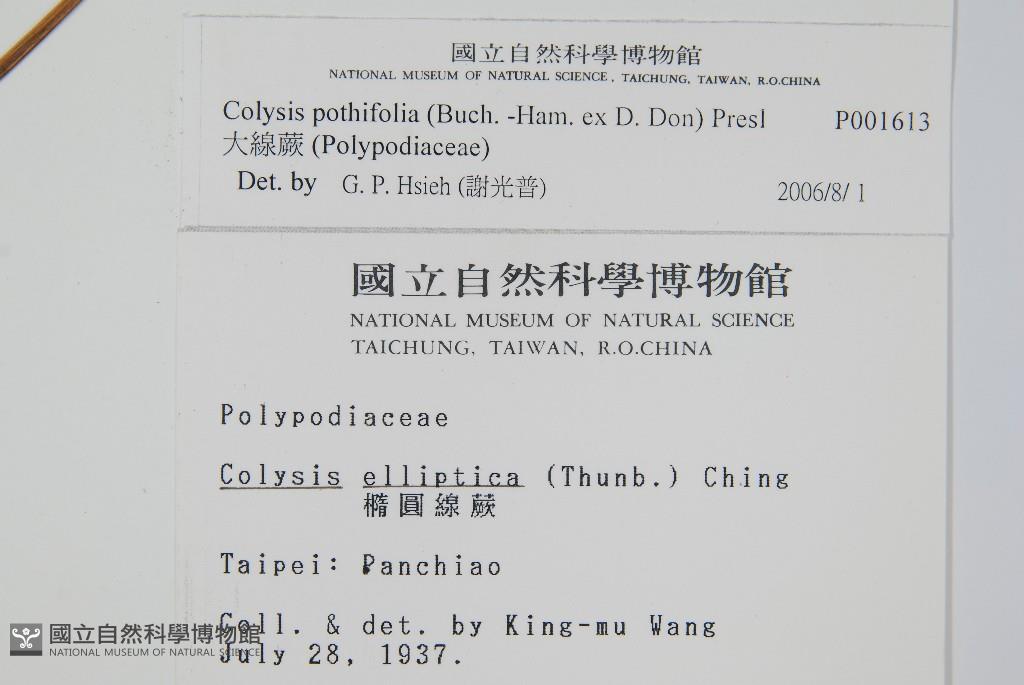 國立自然科學博物館
NATIONAL MUSEUM OF NATURAL SCIENCE, TAICHUNG, TAIWAN, R.O.CHINA
Colysis pothifolia (Buch. -Ham. ex D. Don) Presl P001613
大線蕨 (Polypodiaceae)
Det. by G. P. Hsieh (謝光普) 2006/8/ 1
國立自然科學博物館
NATIONAL MUSEUM OF NATURAL SCIENCE
TAICHUNG, TAIWAN, R.O.CHINA
Polypodiaceae
Colysis elliptica (Thunb.) Ching
橢圓線蕨
Taipei: Panchiao
Coll. & det. by King-mu Wang
July 28, 1937.
國立自然科學博物館
NATIONAL MUSEUM OF NATURAL SCIENCE